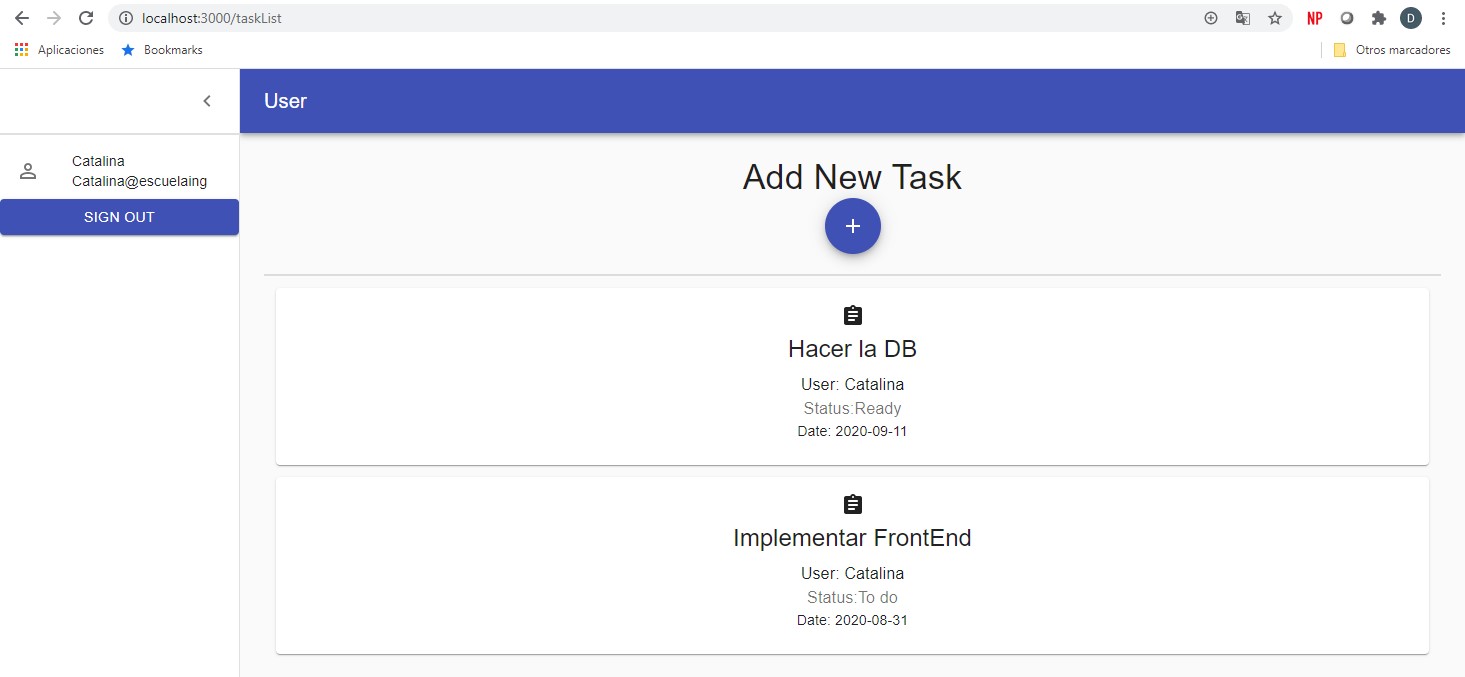 localhost:3000/taskList
NP
D
Aplicaciones
Bookmarks
Otros marcadores
User
Catalina
Catalina@escuelaing
SIGN OUT
Add New Task
+
Hacer la DB
User: Catalina
Status:Ready
Date: 2020-09-11
Implementar FrontEnd
User: Catalina
Status:To do
Date: 2020-08-31